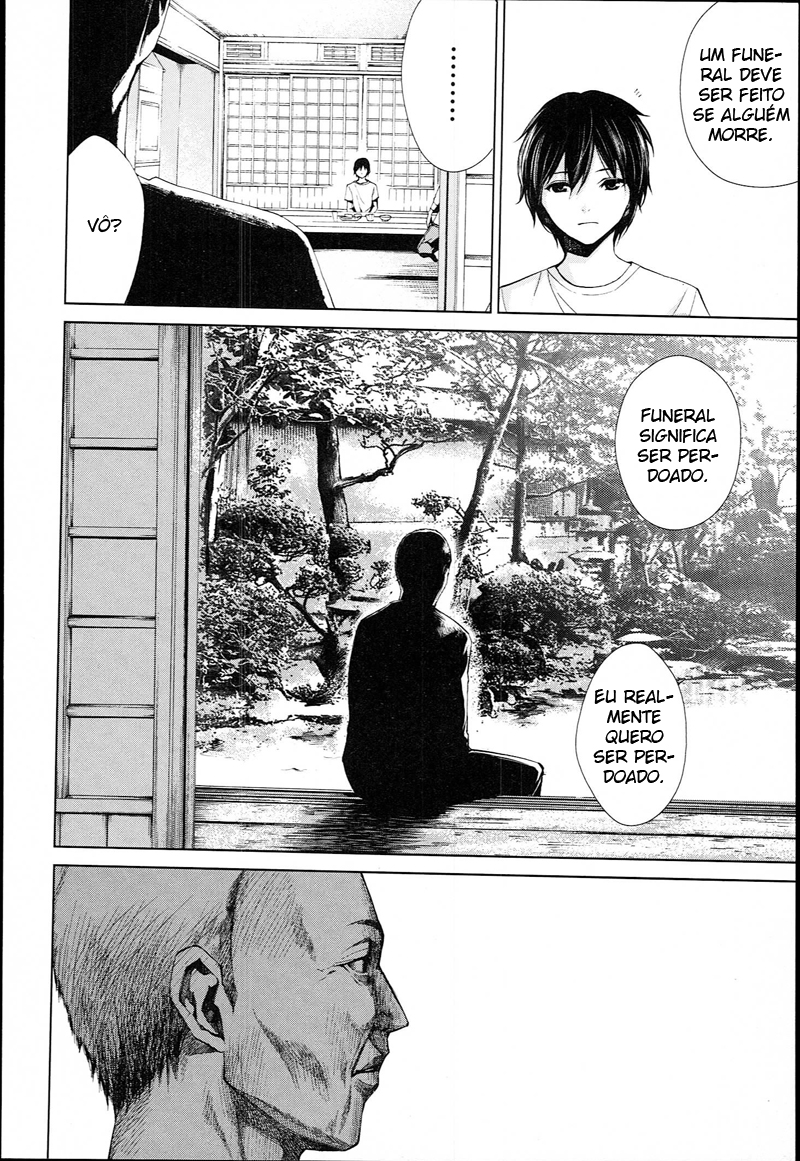 UM FUNE-
RAL DEVE
SER FEITO
SE ALGUÉM
MORRE.
.........
VÔ?
FUNERAL
SIGNIFICA
SER PER-
DOADO.
EU REAL-
MENTE
QUERO
SER PER-
DOADO.